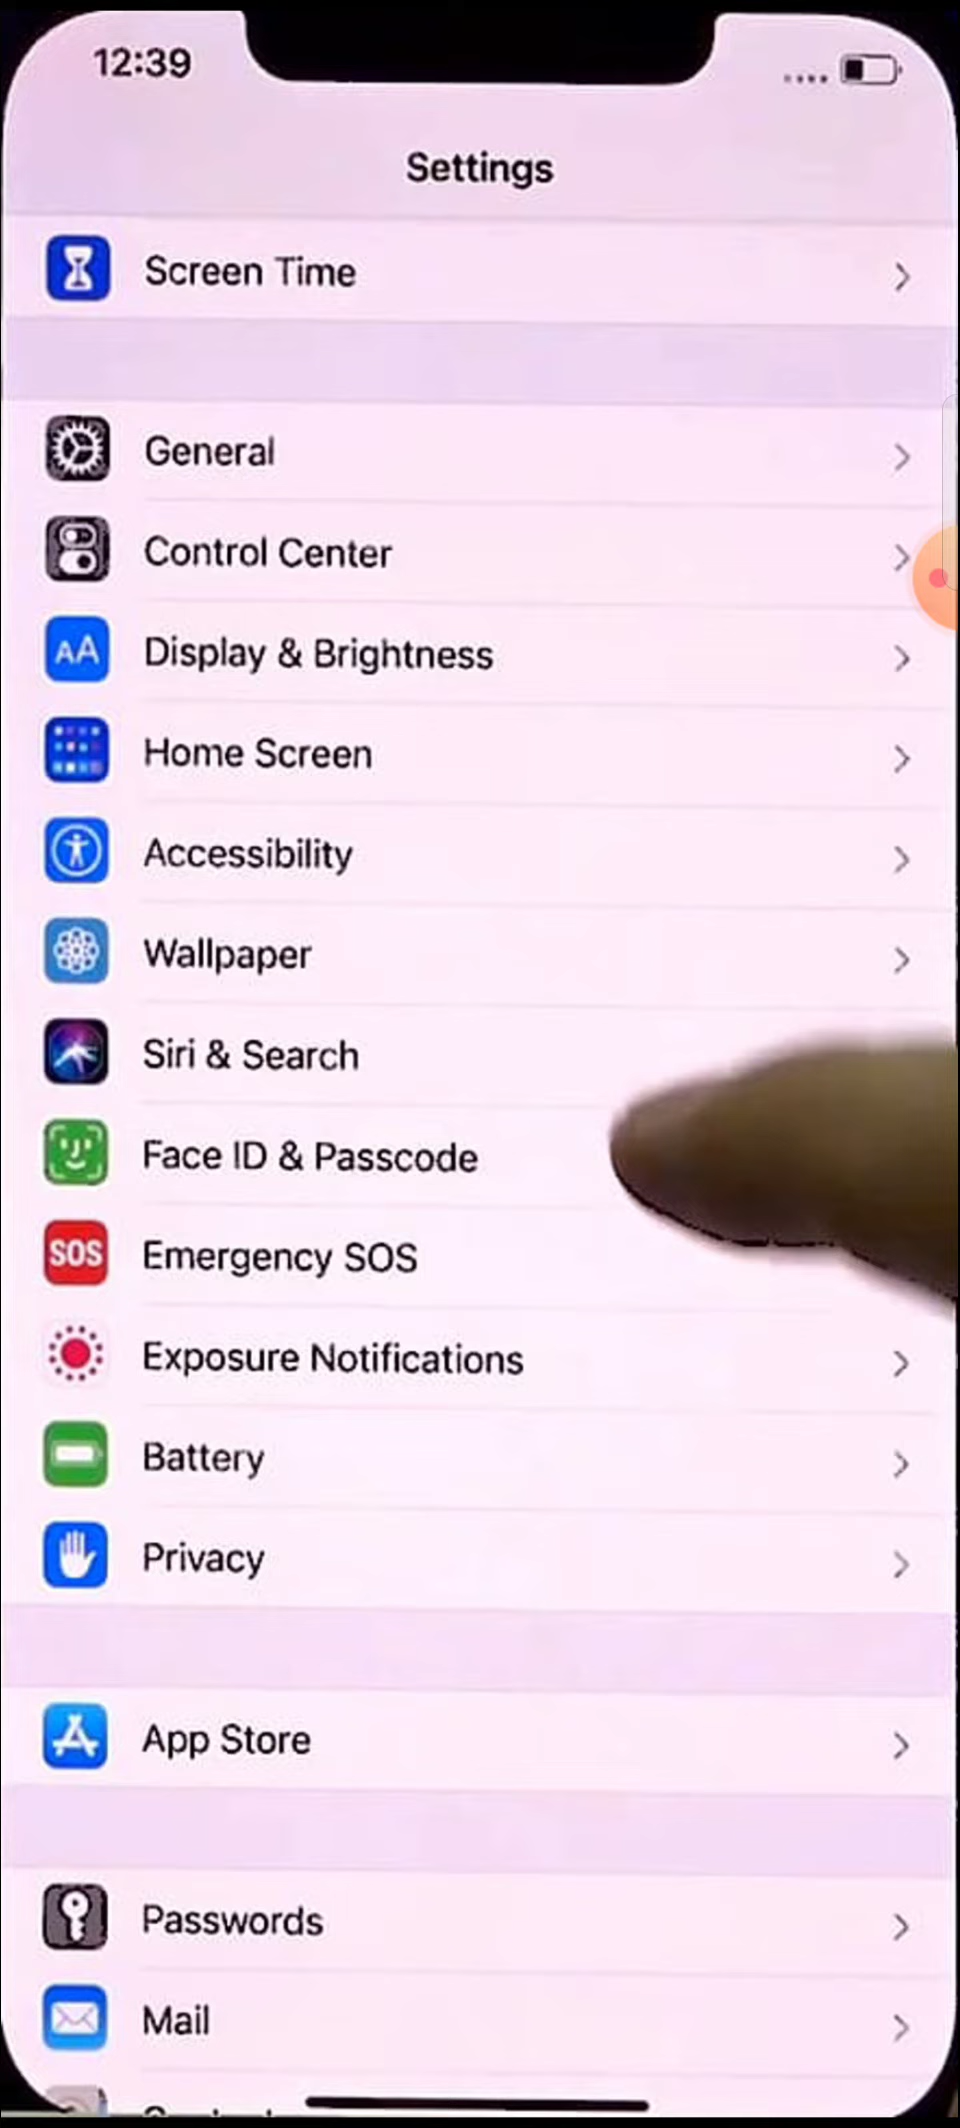 12:39
Settings
Screen Time
General
Control Center
AA
Display & Brightness
Home Screen
Accessibility
Wallpaper
Siri & Search
Face ID & Passcode
SOS
Emergency SOS
Exposure Notifications
Battery
Privacy
App Store
Passwords
Mail